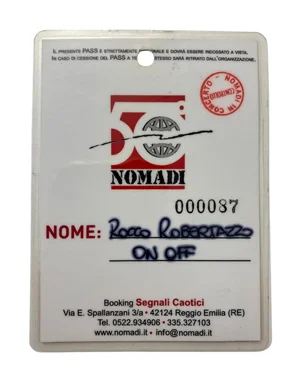 IL PRESENTE PASS È STRETTAMENTE PERSONALE E DOVRÀ ESSERE INDOSSATO A VISTA.
IN CASO DI CESSIONE DEL PASS A TERZI LO STESSO SARÀ RITIRATO DALL'ORGANIZZAZIONE.
NOMADI IN CONCERTO
50
NOMADI
000087
NOME: ROCCO ROBERTAZZO
ON OFF
Booking Segnali Caotici
Via E. Spallanzani 3/a • 42124 Reggio Emilia (RE)
Tel. 0522.934906 • 335.327103
www.nomadi.it • info@nomadi.it